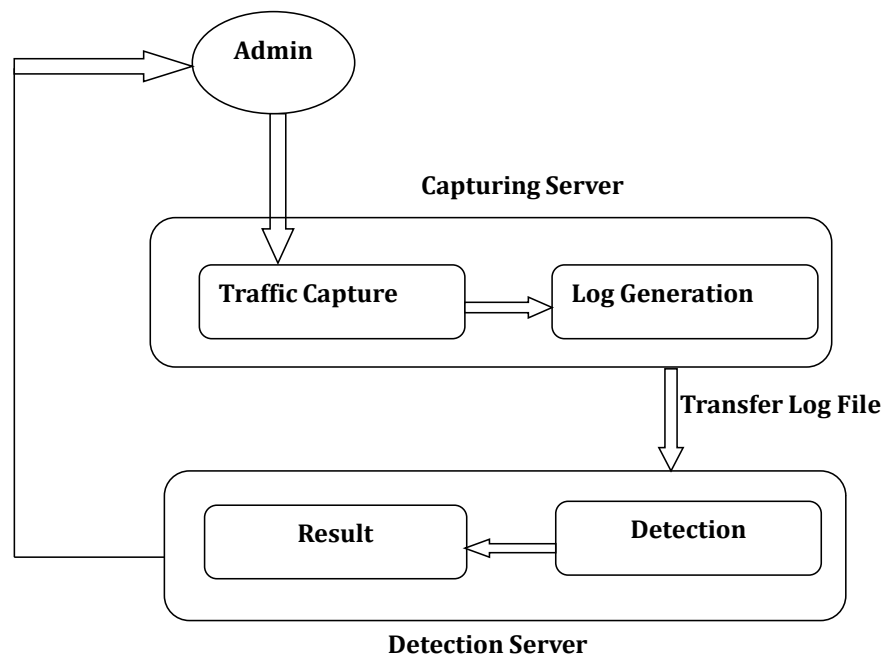 Admin
Capturing Server
Traffic Capture
Log Generation
Transfer Log File
Result
Detection
Detection Server